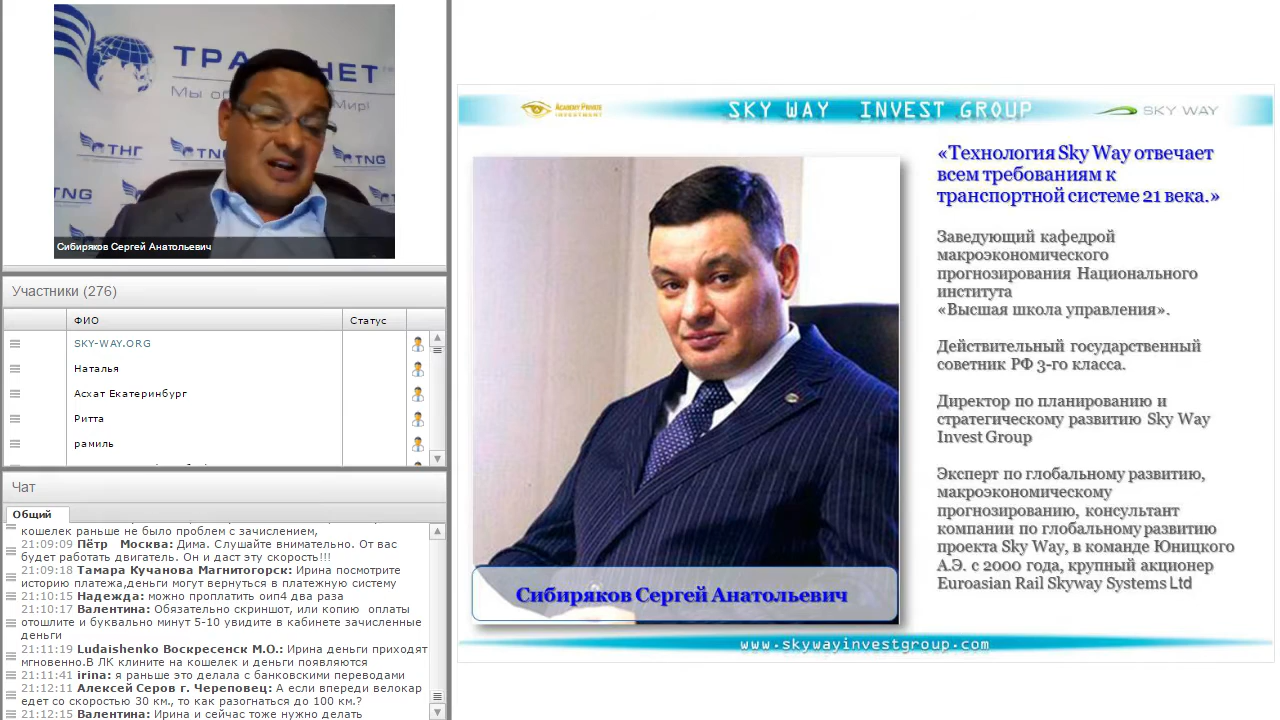 ТРАНСНЕТ
ТНГ
TNG
TNG
TNG
Сибиряков Сергей Анатольевич
Участники (276)
ФИО
Статус
SKY-WAY.ORG
Наталья
Асхат Екатеринбург
Ритта
рамиль
Чат
Общий
кошелек раньше не было проблем с зачислением,
21:09:09 Пётр Москва: Дима. Слушайте внимательно. От вас
будет работать двигатель. Он и даст эту скорость!!!
21:09:18 Тамара Кучанова Магнитогорск: Ирина посмотрите
историю платежа,деньги могут вернуться в платежную систему
21:10:15 Надежда: можно проплатить оип4 два раза
21:10:17 Валентина: Обязательно скриншот, или копию оплаты
отошлите и буквально минут 5-10 увидите в кабинете зачисленные
деньги
21:11:19 Ludaishenko Воскресенск М.О.: Ирина деньги приходят
мгновенно.В ЛК клините на кошелек и деньги появляются
21:11:41 irina: я раньше это делала с банковскими переводами
21:12:11 Алексей Серов г. Череповец: А если впереди велокар
едет со скоростью 30 км., то как разогнаться до 100 км.?
21:12:15 Валентина: Ирина и сейчас тоже нужно делать
ACADEMY PRIVATE
INVESTMENT
SKY WAY INVEST GROUP
SKY WAY
«Технология Sky Way отвечает
всем требованиям к
транспортной системе 21 века.»
Заведующий кафедрой
макроэкономического
прогнозирования Национального
института
«Высшая школа управления».
Действительный государственный
советник РФ 3-го класса.
Директор по планированию и
стратегическому развитию Sky Way
Invest Group
Эксперт по глобальному развитию,
макроэкономическому
прогнозированию, консультант
компании по глобальному развитию
проекта Sky Way, в команде Юницкого
А.Э. с 2000 года, крупный акционер
Euroasian Rail Skyway Systems Ltd
Сибиряков Сергей Анатольевич
www.skywayinvestgroup.com